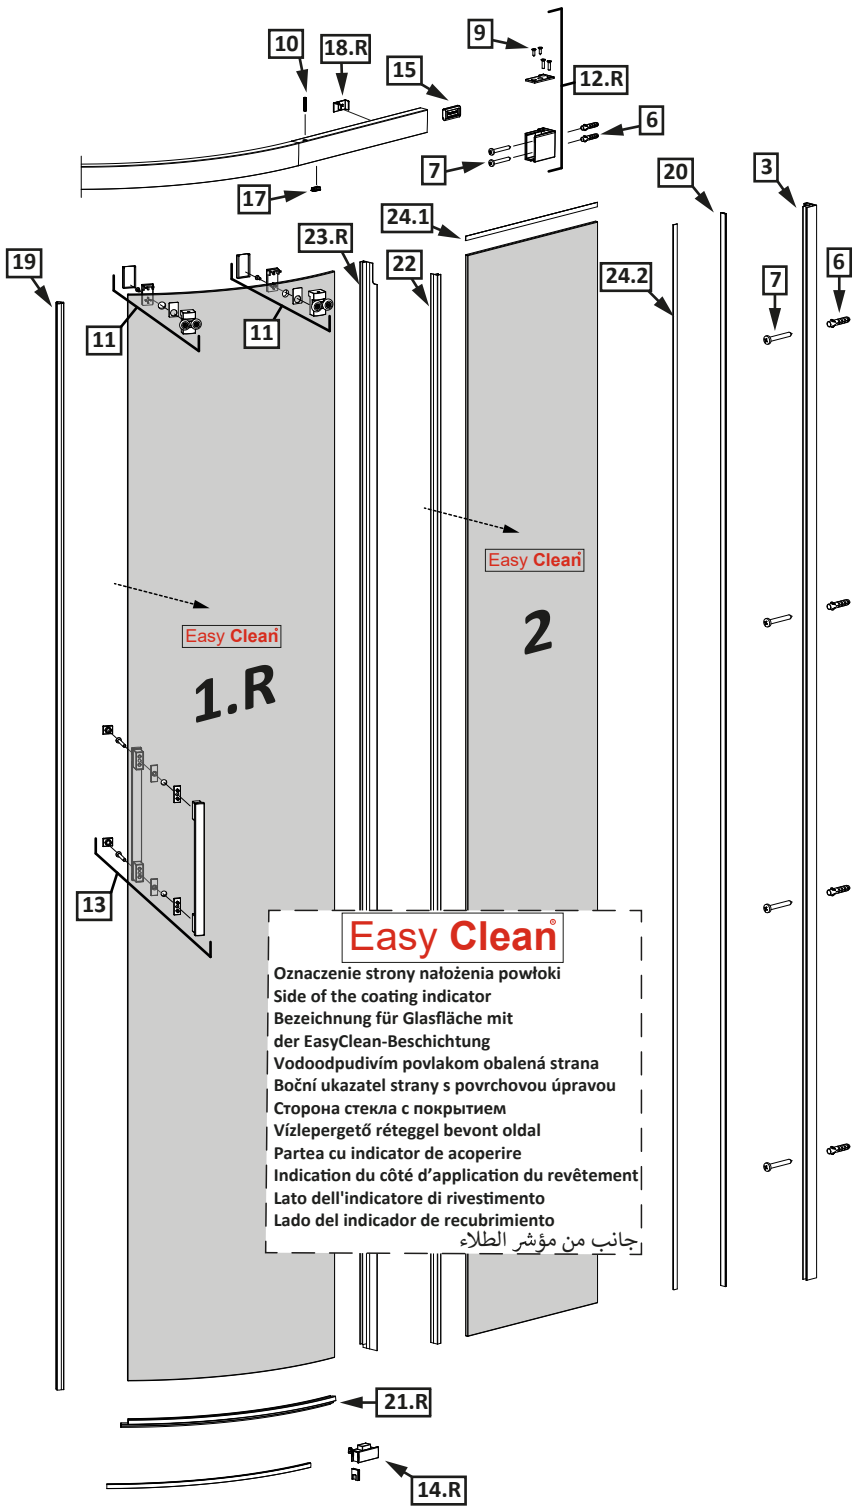 10
18.R
9
15
12.R
6
7
20
3
17
24.1
23.R
19
22
24.2
7
6
11
11
Easy Clean®
2
Easy Clean®
1.R
13
Easy Clean®
Oznaczenie strony nałożenia powłoki
Side of the coating indicator
Bezeichnung für Glasfläche mit
der EasyClean-Beschichtung
Vodoodpudivím povlakom obalená strana
Boční ukazatel strany s povrchovou úpravou
Сторона стекла с покрытием
Vízlepergető réteggel bevont oldal
Partea cu indicator de acoperire
Indication du côté d'application du revêtement
Lato dell'indicatore di rivestimento
Lado del indicador de recubrimiento
جانب من مؤشر الطلاء
21.R
14.R